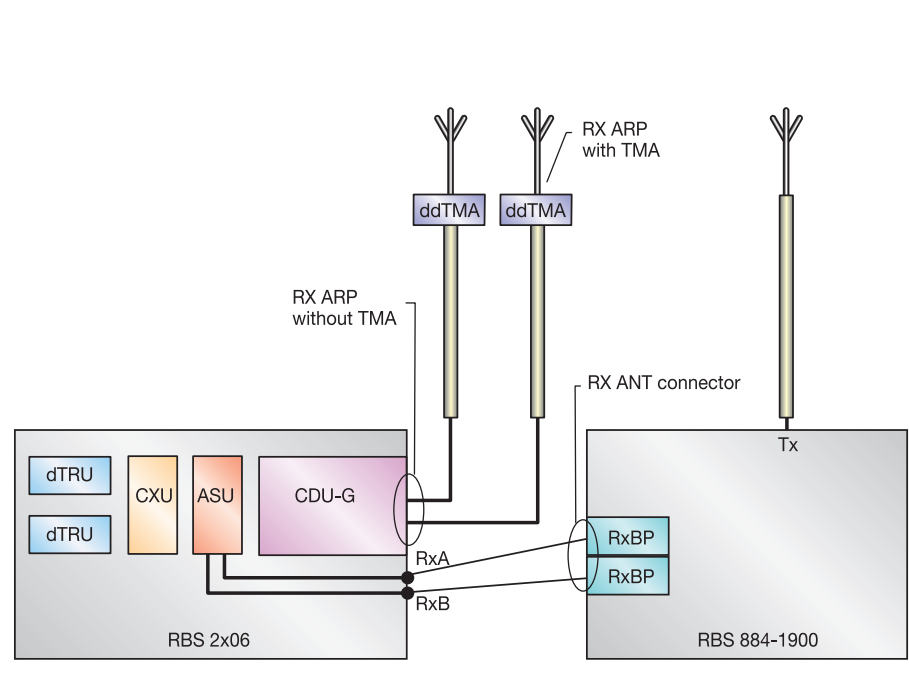 RX ARP
with TMA
ddTMA
ddTMA
RX ARP
without TMA
RX ANT connector
Tx
dTRU
CXU
ASU
CDU-G
dTRU
RxBP
RxA
RxBP
RxB
RBS 2x06
RBS 884-1900